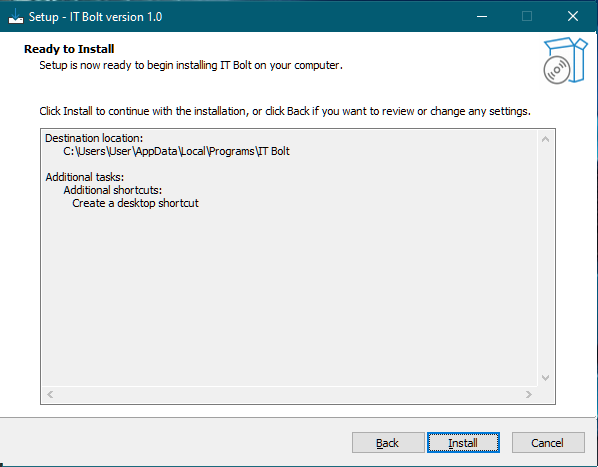 Setup - IT Bolt version 1.0
Ready to Install
Setup is now ready to begin installing IT Bolt on your computer.
Click Install to continue with the installation, or click Back if you want to review or change any settings.
Destination location:
C:\Users\User\AppData\Local\Programs\IT Bolt
Additional tasks:
Additional shortcuts:
Create a desktop shortcut
Back Install Cancel